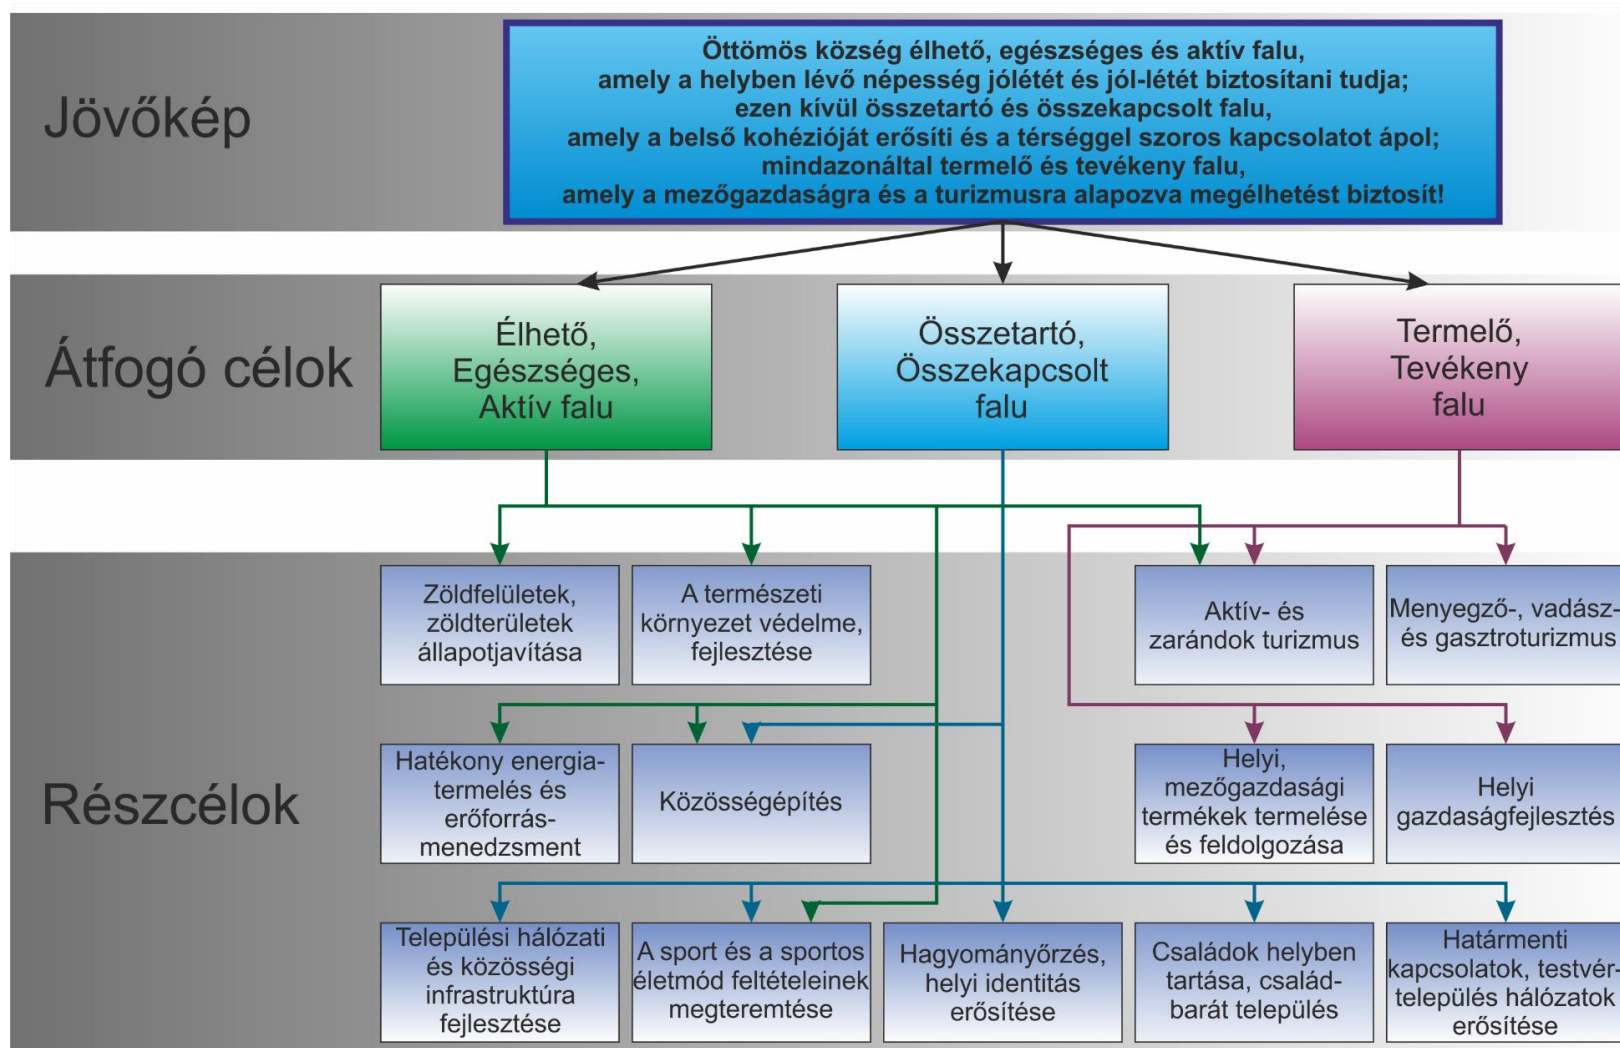 Jövőkép
Öttömös község élhető, egészséges és aktív falu,
amely a helyben lévő népesség jólétét és jól-létét biztosítani tudja;
ezen kívül összetartó és összekapcsolt falu,
amely a belső kohézióját erősíti és a térséggel szoros kapcsolatot ápol;
mindazonáltal termelő és tevékeny falu,
amely a mezőgazdaságra és a turizmusra alapozva megélhetést biztosít!
Átfogó célok
Élhető,
Egészséges,
Aktív falu
Összetartó,
Összekapcsolt
falu
Termelő,
Tevékeny
falu
Részcélok
Zöldfelületek,
zöldterületek
állapotjavítása
A természeti
környezet védelme,
fejlesztése
Aktív- és
zarándok turizmus
Menyegző-, vadász-
és gasztroturizmus
Hatékony energia-
termelés és
erőforrás-
menedzsment
Közösségépítés
Helyi,
mezőgazdasági
termékek termelése
és feldolgozása
Helyi
gazdaságfejlesztés
Települési hálózati
és közösségi
infrastruktúra
fejlesztése
A sport és a sportos
életmód feltételeinek
megteremtése
Hagyományőrzés,
helyi identitás
erősítése
Családok helyben
tartása, család-
barát település
Határmenti
kapcsolatok, testvér-
település hálózatok
erősítése